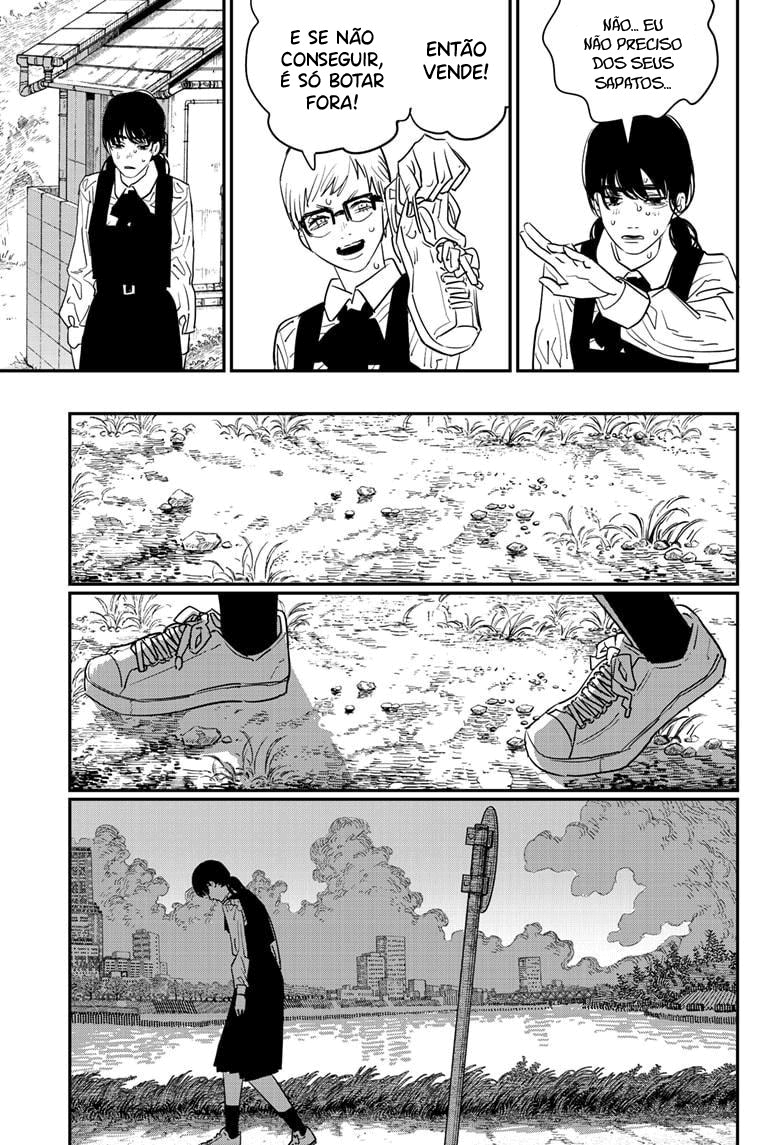 NÃO... EU
NÃO PRECISO
DOS SEUS
SAPATOS...
ENTÃO
VENDE!
E SE NÃO
CONSEGUIR,
É SÓ BOTAR
FORA!